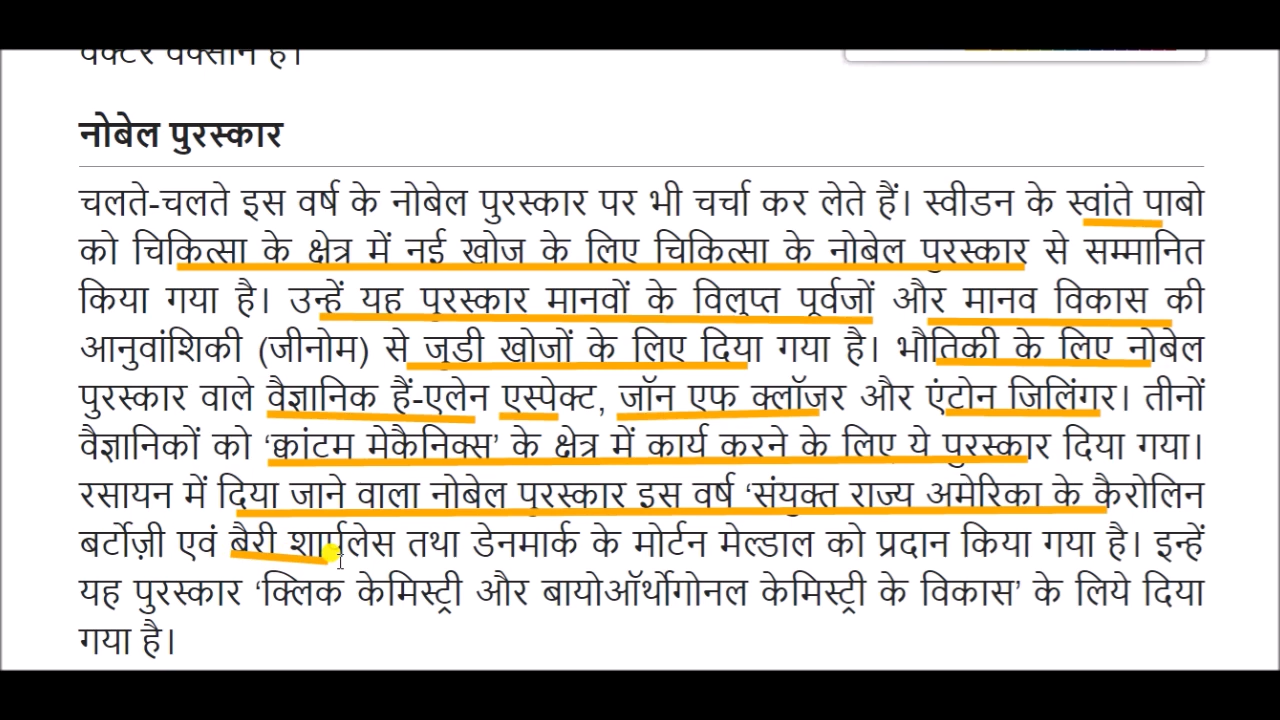 वेक्टर वैक्सीन है।
नोबेल पुरस्कार
चलते-चलते इस वर्ष के नोबेल पुरस्कार पर भी चर्चा कर लेते हैं। स्वीडन के स्वांते पाबो
को चिकित्सा के क्षेत्र में नई खोज के लिए चिकित्सा के नोबेल पुरस्कार से सम्मानित
किया गया है। उन्हें यह पुरस्कार मानवों के विलुप्त पूर्वजों और मानव विकास की
आनुवांशिकी (जीनोम) से जुडी खोजों के लिए दिया गया है। भौतिकी के लिए नोबेल
पुरस्कार वाले वैज्ञानिक हैं-एलेन एस्पेक्ट, जॉन एफ क्लॉजर और एंटोन जिलिंगर। तीनों
वैज्ञानिकों को ‘क्वांटम मेकैनिक्स’ के क्षेत्र में कार्य करने के लिए ये पुरस्कार दिया गया।
रसायन में दिया जाने वाला नोबेल पुरस्कार इस वर्ष ‘संयुक्त राज्य अमेरिका के कैरोलिन
बर्टोज़ी एवं बैरी शार्पलेस तथा डेनमार्क के मोर्टन मेल्डाल को प्रदान किया गया है। इन्हें
यह पुरस्कार ‘क्लिक केमिस्ट्री और बायोऑर्थोगोनल केमिस्ट्री के विकास’ के लिये दिया
गया है।